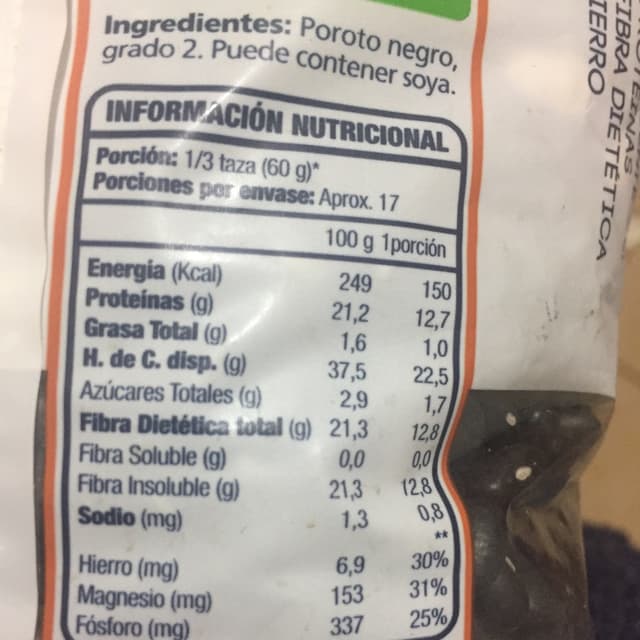 Ingredientes: Poroto negro,
grado 2. Puede contener soya.
INFORMACIÓN NUTRICIONAL
Porción: 1/3 taza (60 g)*
Porciones por envase: Aprox. 17
100 g 1porción
Energia (Kcal) 249 150
Proteínas (g) 21,2 12,7
Grasa Total (g) 1,6 1,0
H. de C. disp. (g) 37,5 22,5
Azúcares Totales (g) 2,9 1,7
Fibra Dietética total (g) 21,3 12,8
Fibra Soluble (g) 0,0 0,0
Fibra Insoluble (g) 21,3 12,8
Sodio (mg) 1,3 0,8
**
Hierro (mg) 6,9 30%
Magnesio (mg) 153 31%
Fósforo (mg) 337 25%
FIBRA DIETÉTICA